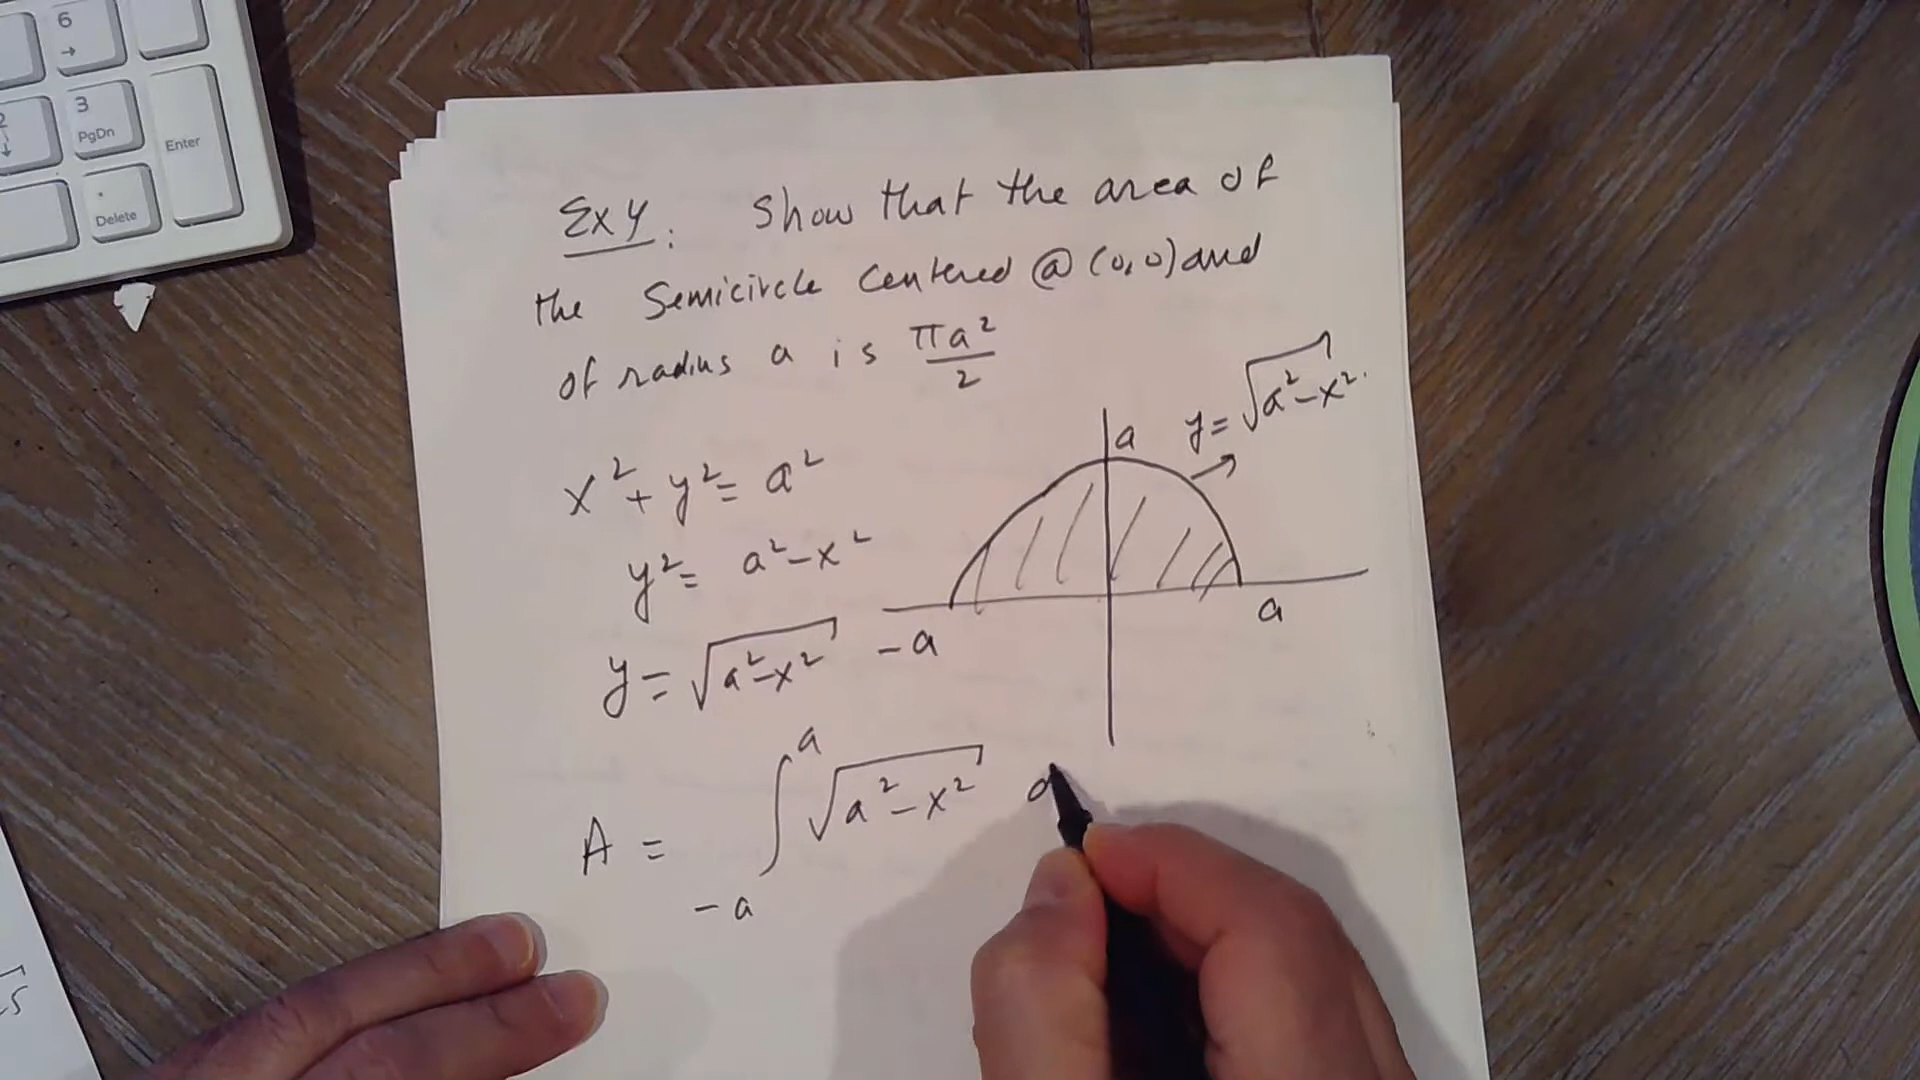 6
→
3
PgDn
2
↓
Enter
.
Delete
Ex 4: Show that the area of
the Semicircle Centered @ (0,0) and
of radius a is πa²/2
y = √(a²-x²)
a
x² + y² = a²
y² = a²-x²
-a a
y = √(a²-x²)
A = ∫_{-a}^{a} √(a²-x²) d